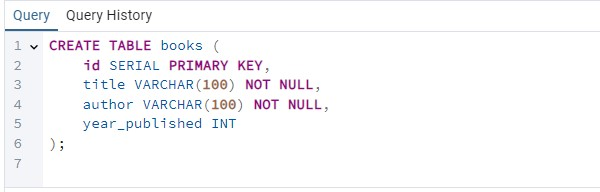 Query Query History
1 CREATE TABLE books (
2 id SERIAL PRIMARY KEY,
3 title VARCHAR(100) NOT NULL,
4 author VARCHAR(100) NOT NULL,
5 year_published INT
6 );
7